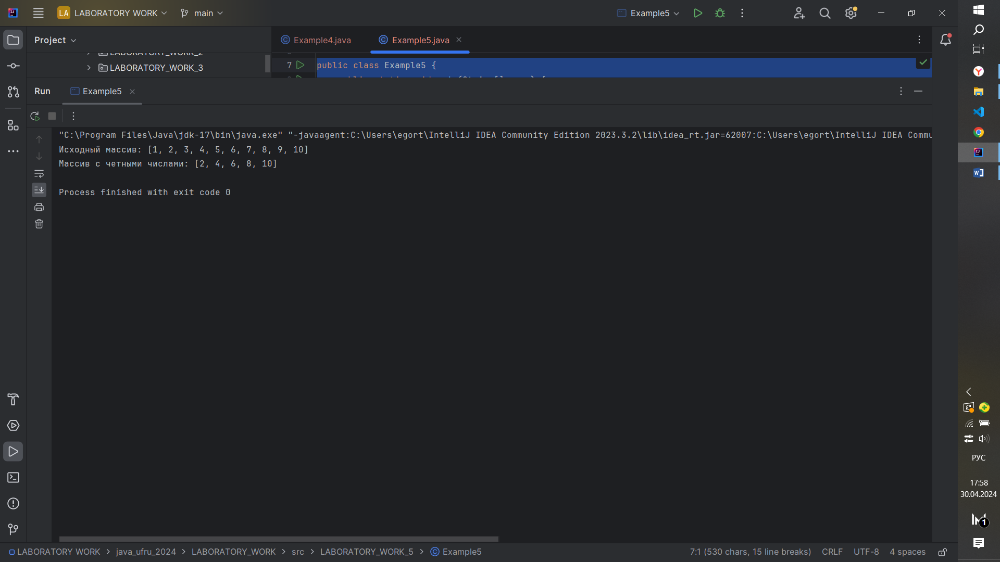 LA LABORATORY WORK main Example5
Project
Example4.java Example5.java
LABORATORY_WORK_2
LABORATORY_WORK_3
7 public class Example5 {
Run Example5
"C:\Program Files\Java\jdk-17\bin\java.exe" "-javaagent:C:\Users\egort\IntelliJ IDEA Community Edition 2023.3.2\lib\idea_rt.jar=62007:C:\Users\egort\IntelliJ IDEA Commu
Исходный массив: [1, 2, 3, 4, 5, 6, 7, 8, 9, 10]
Массив с четными числами: [2, 4, 6, 8, 10]
Process finished with exit code 0
LABORATORY WORK > java_ufru_2024 > LABORATORY_WORK > src > LABORATORY_WORK_5 > Example5
7:1 (530 chars, 15 line breaks) CRLF UTF-8 4 spaces
РУС
17:58
30.04.2024
1